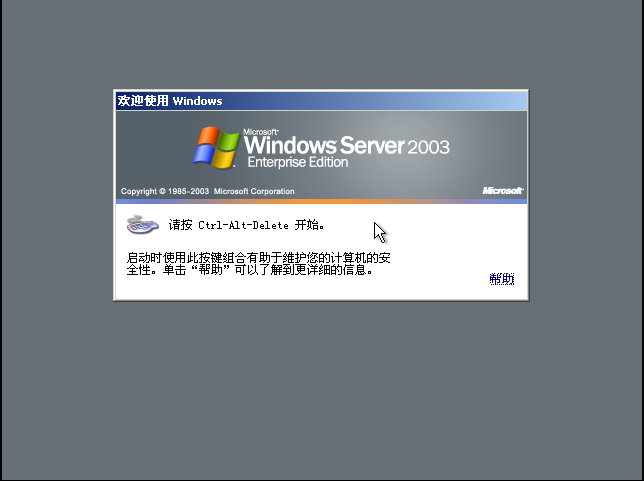 欢迎使用 Windows
Microsoft®
Windows Server 2003
Enterprise Edition
Copyright © 1985-2003 Microsoft Corporation
Microsoft®
请按 Ctrl-Alt-Delete 开始。
启动时使用此按键组合有助于维护您的计算机的安
全性。单击“帮助”可以了解到更详细的信息。
帮助